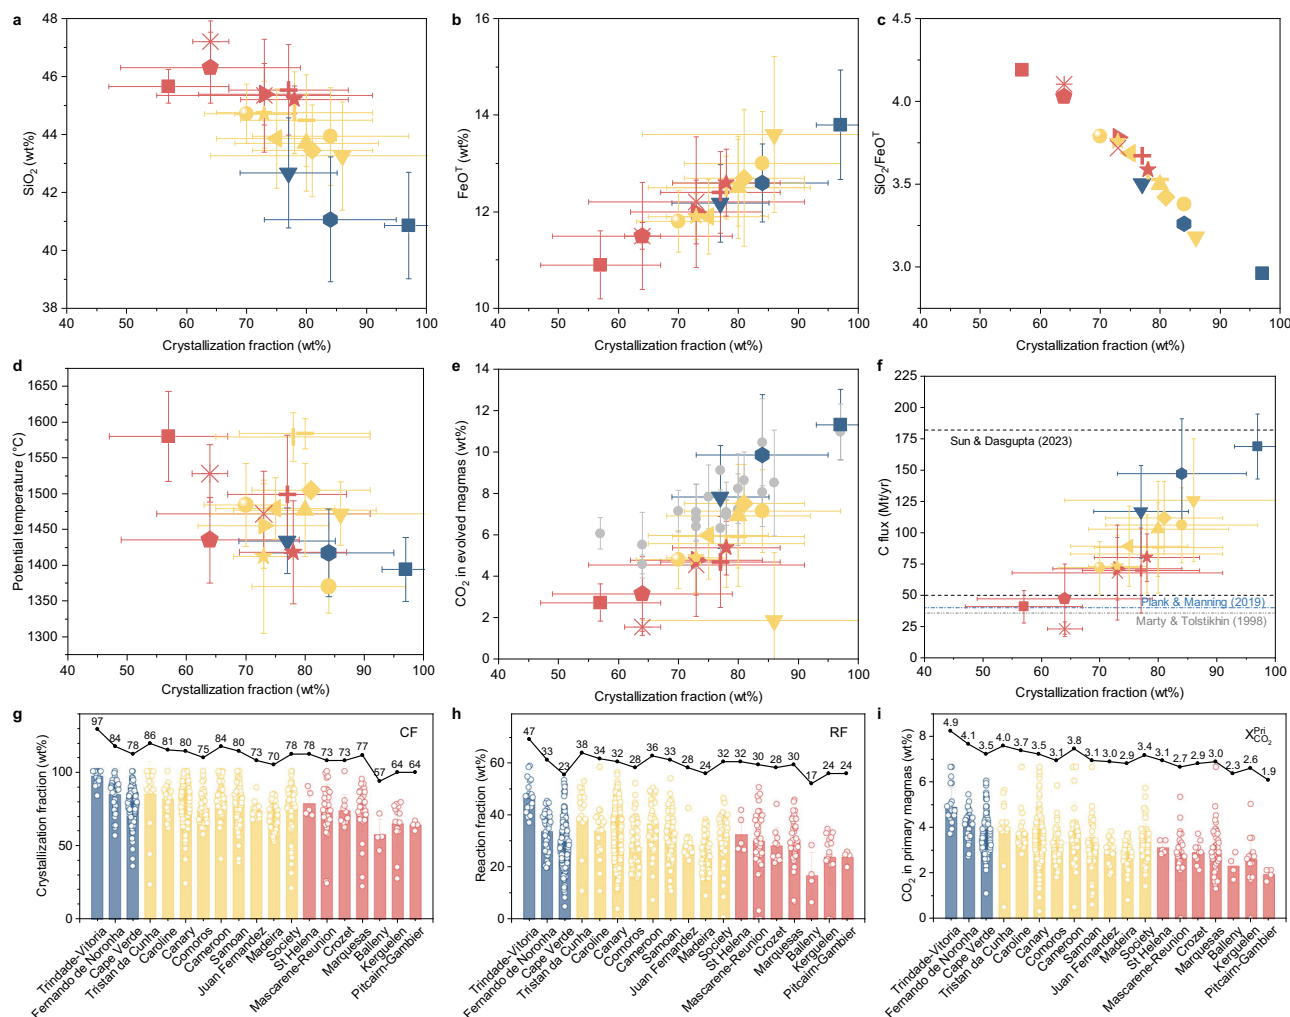 a
48
46
44
42
40
38
SiO2 (wt%)
40 50 60 70 80 90 100
Crystallization fraction (wt%)
b
16
14
12
10
FeO^T (wt%)
40 50 60 70 80 90 100
Crystallization fraction (wt%)
c
4.5
4.0
3.5
3.0
SiO2/FeO^T
40 50 60 70 80 90 100
Crystallization fraction (wt%)
d
1650
1600
1550
1500
1450
1400
1350
1300
Potential temperature (°C)
40 50 60 70 80 90 100
Crystallization fraction (wt%)
e
14
12
10
8
6
4
2
0
CO2 in evolved magmas (wt%)
40 50 60 70 80 90 100
Crystallization fraction (wt%)
f
225
200
175
150
125
100
75
50
25
0
C flux (Mt/yr)
Sun & Dasgupta (2023)
Plank & Manning (2019)
Marty & Tolstikhin (1998)
40 50 60 70 80 90 100
Crystallization fraction (wt%)
g
CF
97 84 78 86 81 80 75 84 80 73 70 78 78 73 73 77 57 64 64
100
50
0
Crystallization fraction (wt%)
Trindade-Vitoria
Fernando de Noronha
Cape Verde
Tristan da Cunha
Caroline
Canary
Comoros
Cameroon
Samoan
Juan Fernandez
Madeira
Society
St Helena
Mascarene-Reunion
Crozet
Marquesas
Balleny
Kerguelen
Pitcairn-Gambier
h
RF
47 33 23 38 34 32 28 36 33 28 24 32 32 30 28 30 17 24 24
60
40
20
0
Reaction fraction (wt%)
Trindade-Vitoria
Fernando de Noronha
Cape Verde
Tristan da Cunha
Caroline
Canary
Comoros
Cameroon
Samoan
Juan Fernandez
Madeira
Society
St Helena
Mascarene-Reunion
Crozet
Marquesas
Balleny
Kerguelen
Pitcairn-Gambier
i
X^Pri_CO2
4.9 4.1 3.5 4.0 3.7 3.5 3.1 3.8 3.1 3.0 2.9 3.4 3.1 2.7 2.9 3.0 2.3 2.6 1.9
8
6
4
2
0
CO2 in primary magmas (wt%)
Trindade-Vitoria
Fernando de Noronha
Cape Verde
Tristan da Cunha
Caroline
Canary
Comoros
Cameroon
Samoan
Juan Fernandez
Madeira
Society
St Helena
Mascarene-Reunion
Crozet
Marquesas
Balleny
Kerguelen
Pitcairn-Gambier